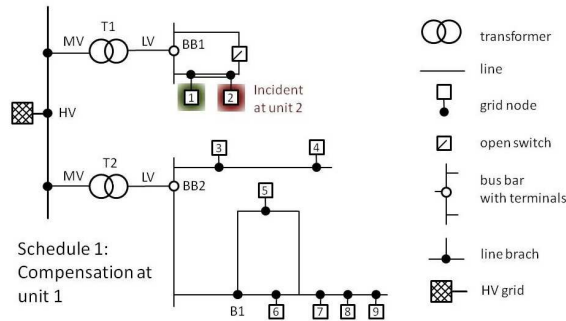 T1
MV
LV
BB1
1
2
Incident
at unit 2
HV
T2
MV
LV
BB2
3
4
5
B1
6
7
8
9
Schedule 1:
Compensation at
unit 1
transformer
line
grid node
open switch
bus bar
with terminals
line brach
HV grid